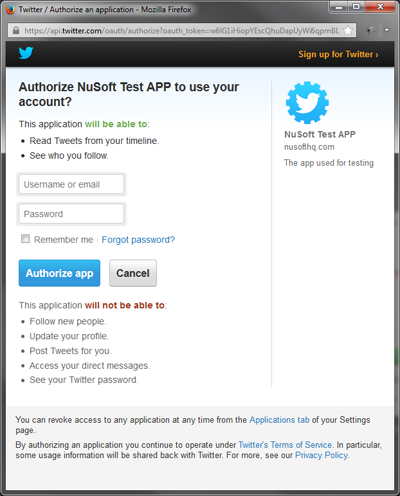 Twitter / Authorize an application - Mozilla Firefox
https://api.twitter.com/oauth/authorize?oauth_token=w6IG1iHiopYEscQhuDapUyWi6qpmBL
Sign up for Twitter ›
Authorize NuSoft Test APP to use your
account?
This application will be able to:
• Read Tweets from your timeline.
• See who you follow.
Username or email
Password
Remember me · Forgot password?
Authorize app Cancel
This application will not be able to:
• Follow new people.
• Update your profile.
• Post Tweets for you.
• Access your direct messages.
• See your Twitter password.
NuSoft Test APP
nusofthq.com
The app used for testing
You can revoke access to any application at any time from the Applications tab of your Settings
page.
By authorizing an application you continue to operate under Twitter's Terms of Service. In particular,
some usage information will be shared back with Twitter. For more, see our Privacy Policy.